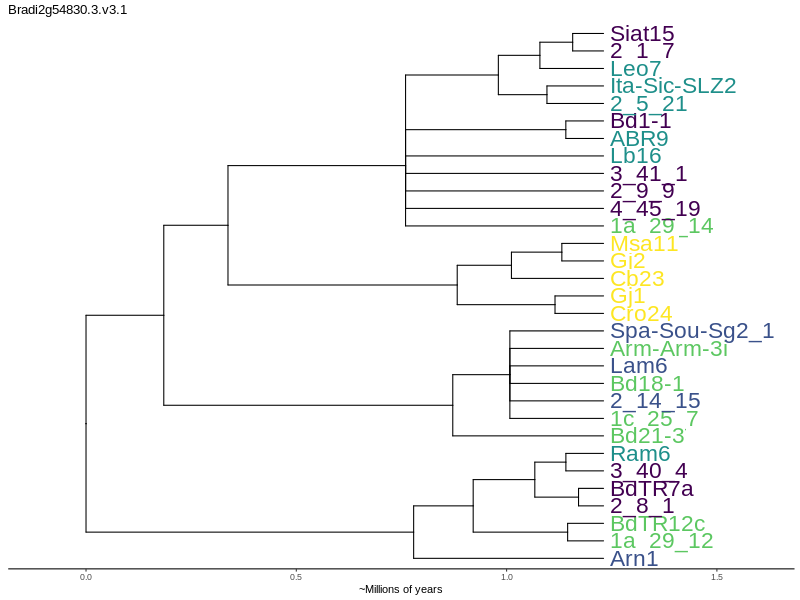 Bradi2g54830.3.v3.1
Siat15
2_1_7
Leo7
Ita-Sic-SLZ2
2_5_21
Bd1-1
ABR9
Lb16
3_41_1
2_9_9
4_45_19
1a_29_14
Msa11
Gj2
Cb23
Gj1
Cro24
Spa-Sou-Sg2_1
Arm-Arm-3i
Lam6
Bd18-1
2_14_15
1c_25_7
Bd21-3
Ram6
3_40_4
BdTR7a
2_8_1
BdTR12c
1a_29_12
Arn1
0.0 0.5 1.0 1.5
~Millions of years